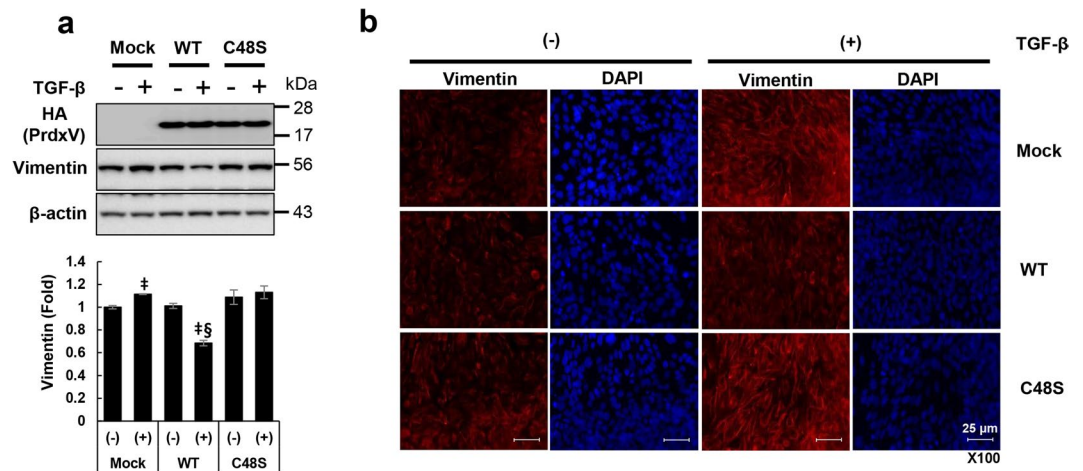 a
Mock WT C48S
TGF-β - + - + - + kDa
HA
(PrdxV)
28
17
Vimentin 56
β-actin 43
Vimentin (Fold)
1.4
1.2
1
0.8
0.6
0.4
0.2
0
‡
‡§
(-) (+) (-) (+) (-) (+)
Mock WT C48S
b
(-) (+) TGF-β
Vimentin DAPI Vimentin DAPI
Mock
WT
C48S
25 μm
X100